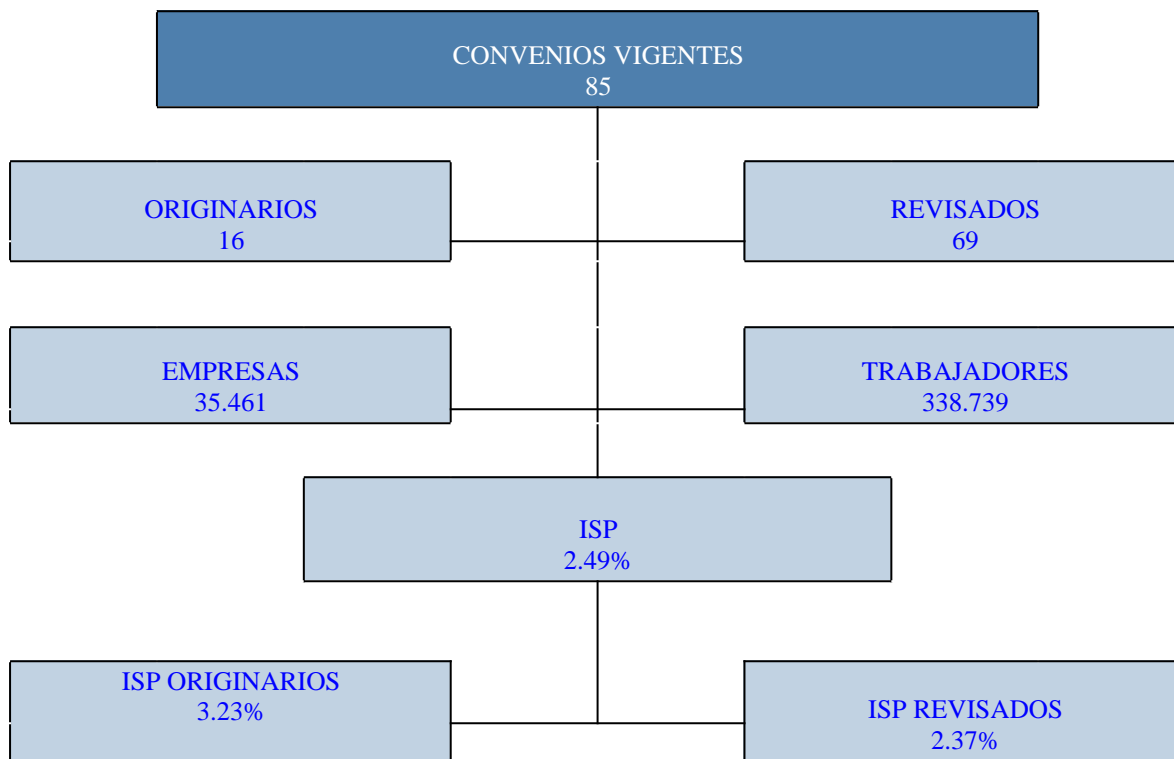 CONVENIOS VIGENTES
85
ORIGINARIOS
16
REVISADOS
69
EMPRESAS
35.461
TRABAJADORES
338.739
ISP
2.49%
ISP ORIGINARIOS
3.23%
ISP REVISADOS
2.37%